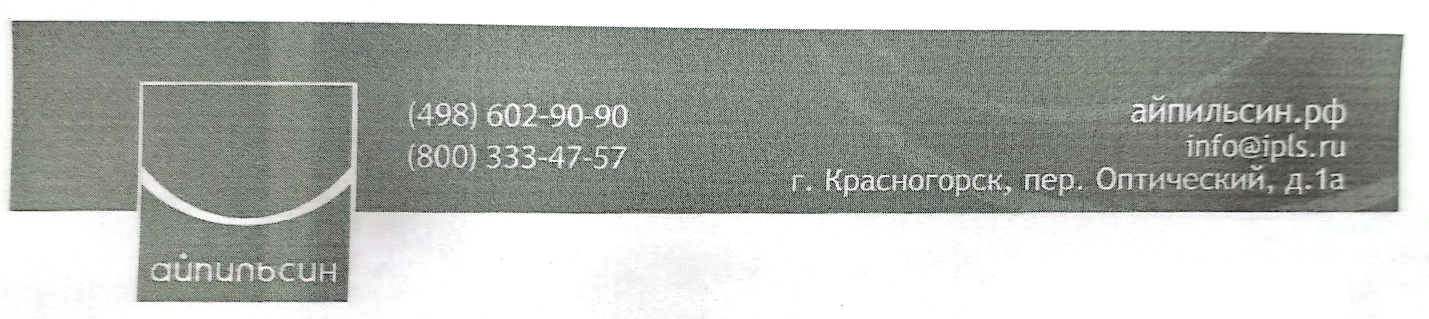 (498) 602-90-90
(800) 333-47-57
айпильсин.рф
info@ipls.ru
г. Красногорск, пер. Оптический, д.1а
айпильсин